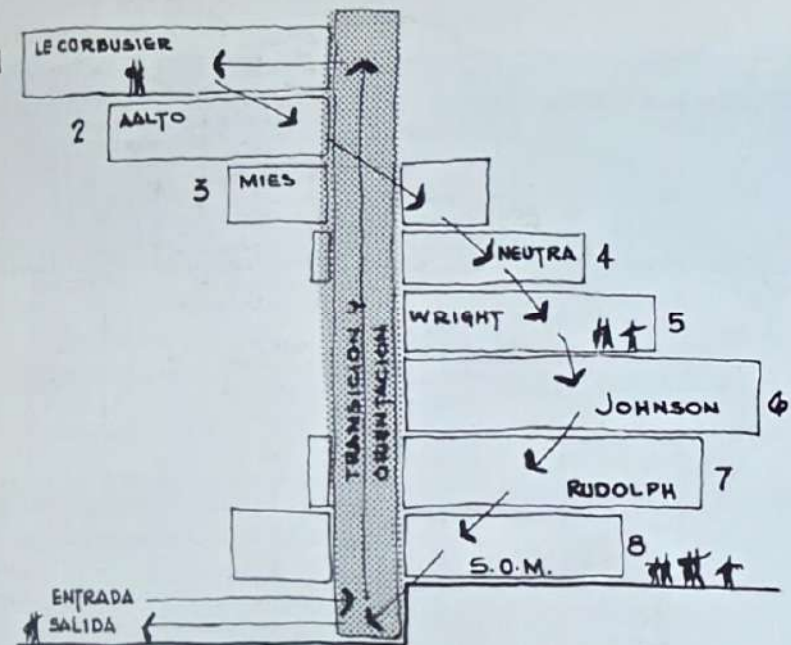 LE CORBUSIER
2 AALTO
3 MIES
NEUTRA 4
WRIGHT 5
JOHNSON 6
RUDOLPH 7
S.O.M. 8
TRANSICION Y
ORIENTACION
ENTRADA
SALIDA